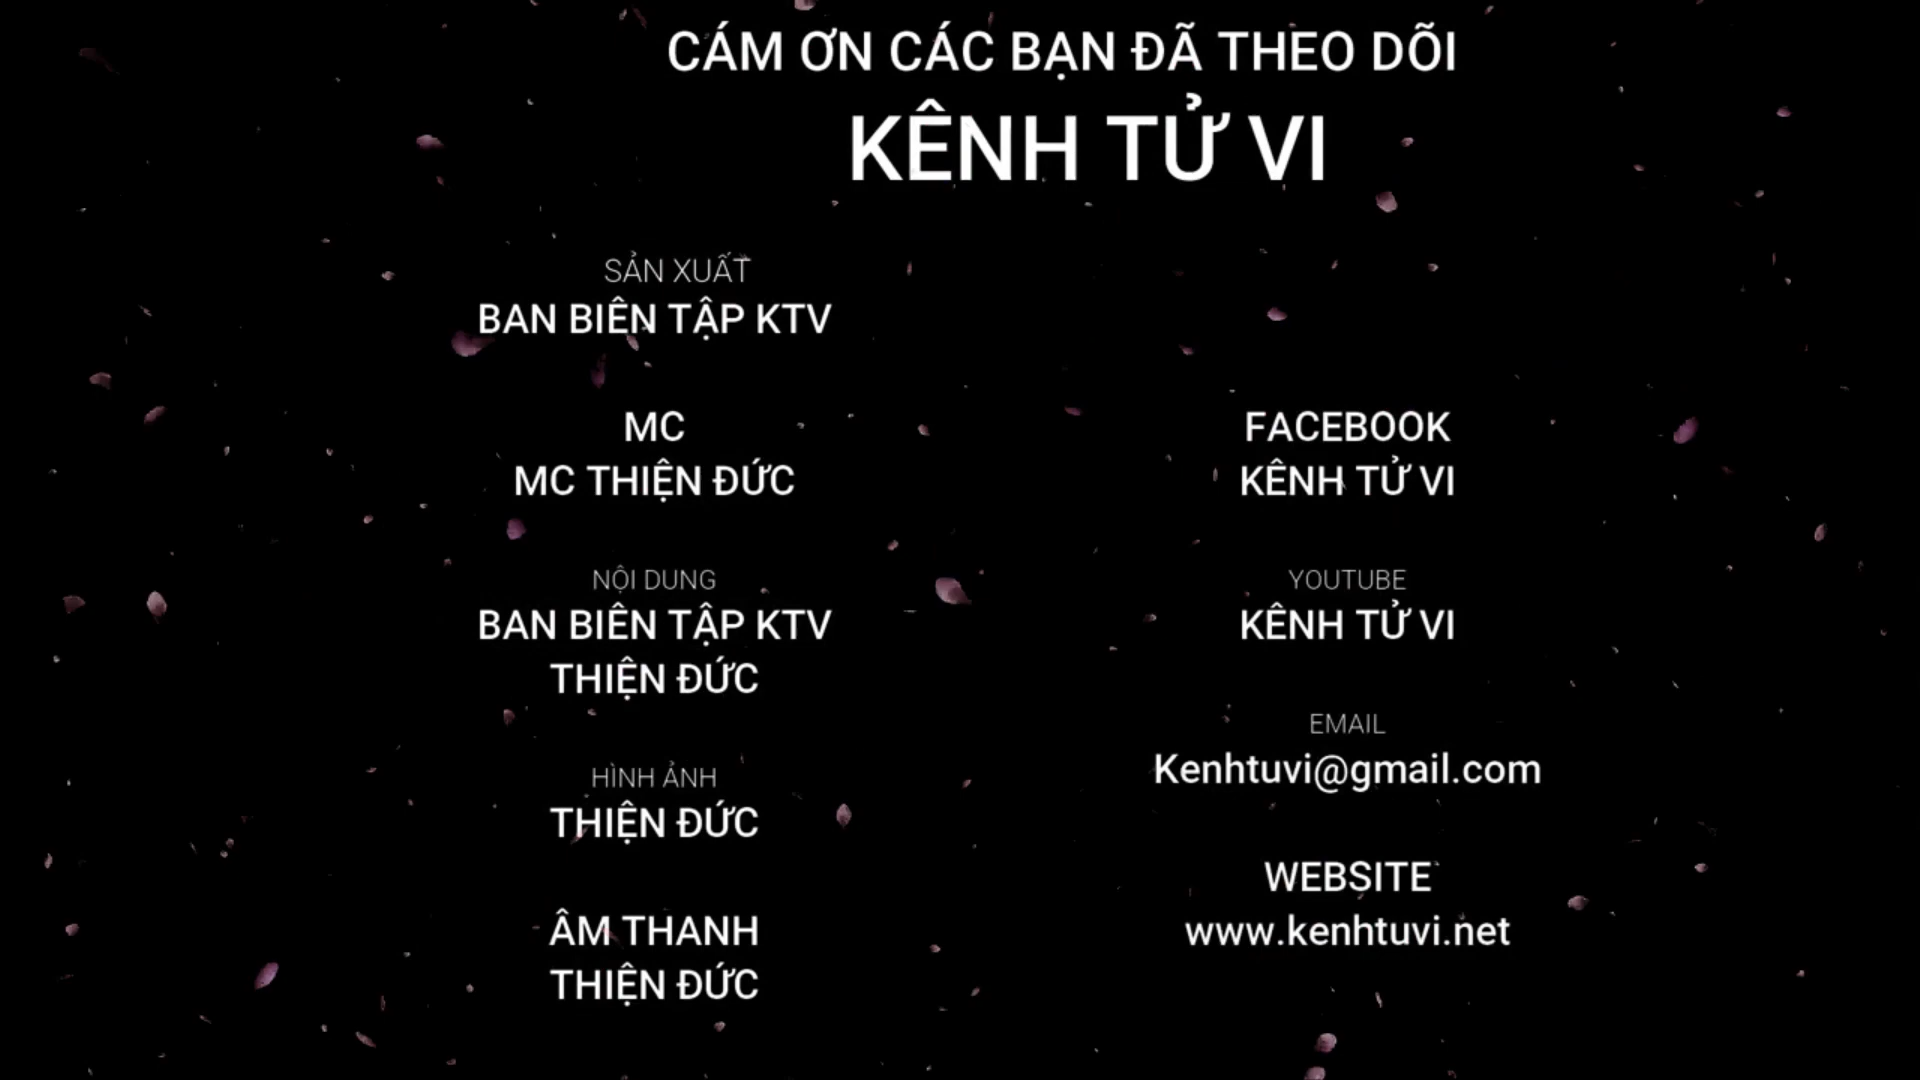 CÁM ƠN CÁC BẠN ĐÃ THEO DÕI
KÊNH TỬ VI
SẢN XUẤT
BAN BIÊN TẬP KTV
MC
MC THIỆN ĐỨC
NỘI DUNG
BAN BIÊN TẬP KTV
THIỆN ĐỨC
HÌNH ẢNH
THIỆN ĐỨC
ÂM THANH
THIỆN ĐỨC
FACEBOOK
KÊNH TỬ VI
YOUTUBE
KÊNH TỬ VI
EMAIL
Kenhtuvi@gmail.com
WEBSITE
www.kenhtuvi.net